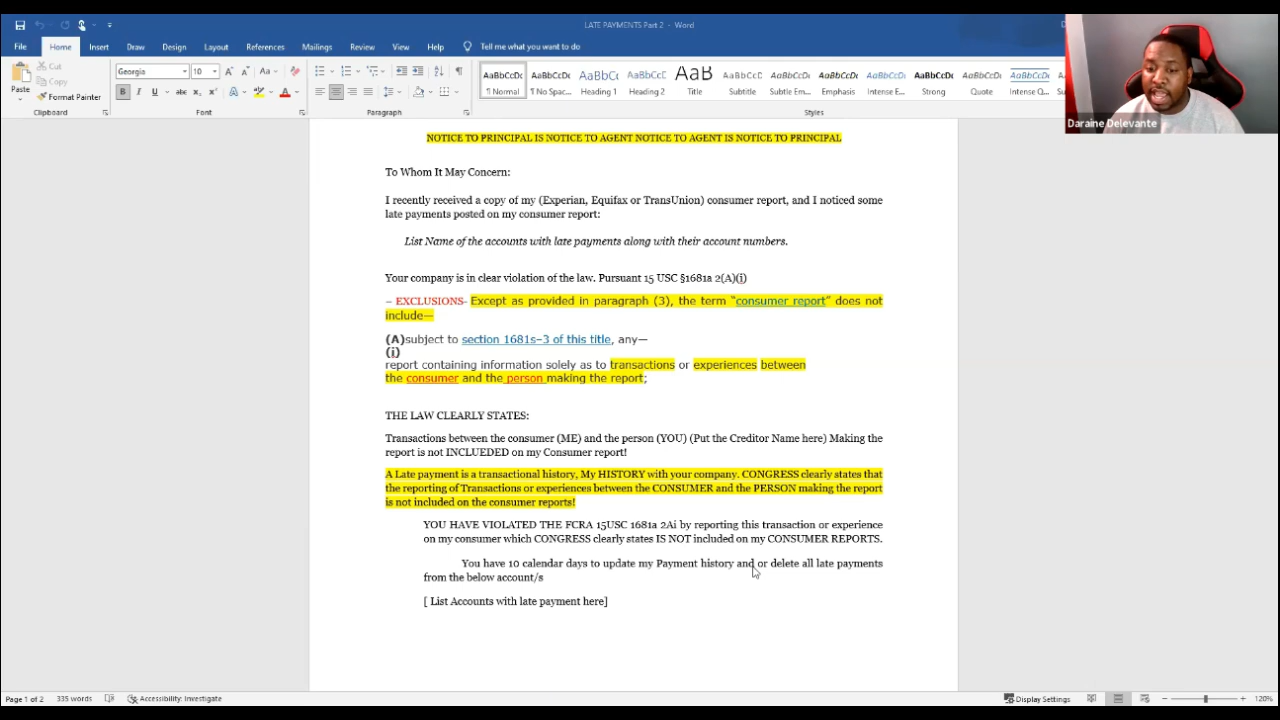 LATE PAYMENTS Part 2 - Word
File Home Insert Draw Design Layout References Mailings Review View Help Tell me what you want to do
Paste
Cut
Copy
Format Painter
Clipboard
Georgia 10
Font
Paragraph
AaBbCcDc AaBbCcDc AaBbCc AaBbCcC AaB AaBbCcC AaBbCcDc AaBbCcDc AaBbCcDc AaBbCcDc AaBbCcDc AaBbCcDc
¶ Normal ¶ No Spac... Heading 1 Heading 2 Title Subtitle Subtle Em... Emphasis Intense E... Strong Quote Intense Q...
Styles
Daraine Delevante
NOTICE TO PRINCIPAL IS NOTICE TO AGENT NOTICE TO AGENT IS NOTICE TO PRINCIPAL
To Whom It May Concern:
I recently received a copy of my (Experian, Equifax or TransUnion) consumer report, and I noticed some
late payments posted on my consumer report:
List Name of the accounts with late payments along with their account numbers.
Your company is in clear violation of the law. Pursuant 15 USC §1681a 2(A)(i)
– EXCLUSIONS- Except as provided in paragraph (3), the term “consumer report” does not
include—
(A)subject to section 1681s–3 of this title, any—
(i)
report containing information solely as to transactions or experiences between
the consumer and the person making the report;
THE LAW CLEARLY STATES:
Transactions between the consumer (ME) and the person (YOU) (Put the Creditor Name here) Making the
report is not INCLUEDED on my Consumer report!
A Late payment is a transactional history, My HISTORY with your company. CONGRESS clearly states that
the reporting of Transactions or experiences between the CONSUMER and the PERSON making the report
is not included on the consumer reports!
YOU HAVE VIOLATED THE FCRA 15USC 1681a 2Ai by reporting this transaction or experience
on my consumer which CONGRESS clearly states IS NOT included on my CONSUMER REPORTS.
You have 10 calendar days to update my Payment history and or delete all late payments
from the below account/s
[ List Accounts with late payment here]
Page 1 of 2 335 words Accessibility: Investigate Display Settings 120%